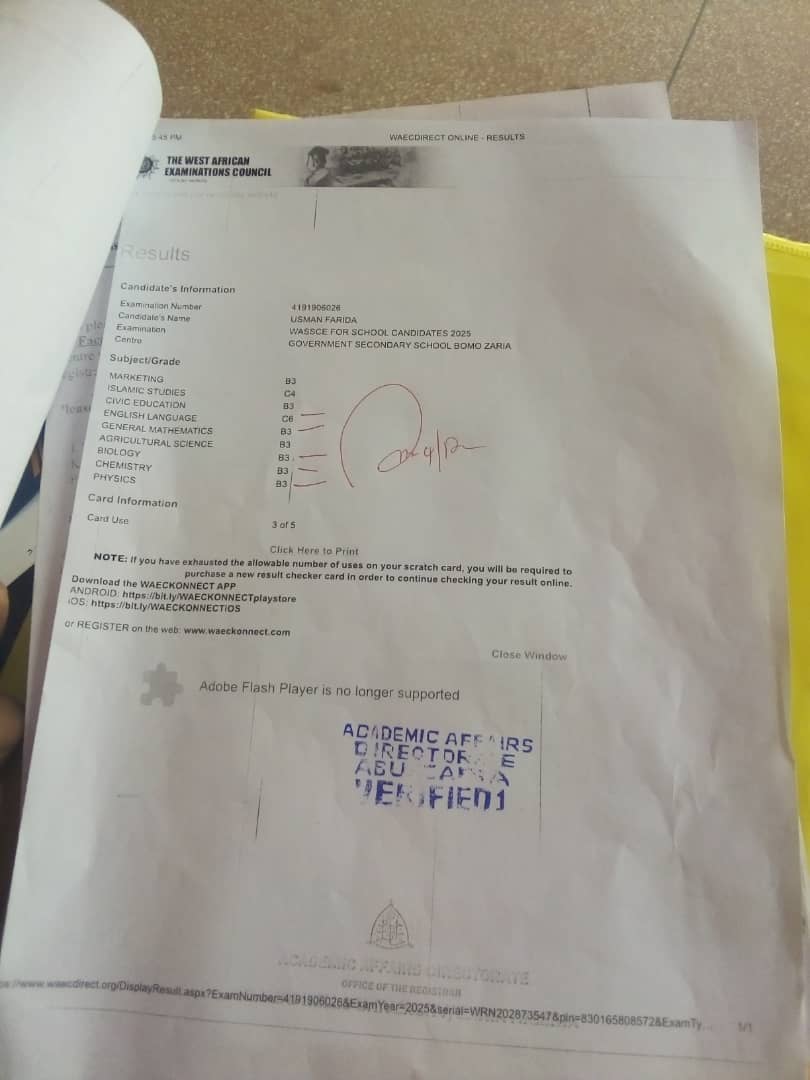 5:45 PM
WAECDIRECT ONLINE - RESULTS
THE WEST AFRICAN
EXAMINATIONS COUNCIL
Results
Candidate's Information
Examination Number 4191906026
Candidate's Name USMAN FARIDA
Examination WASSCE FOR SCHOOL CANDIDATES 2025
Centre GOVERNMENT SECONDARY SCHOOL BOMO ZARIA
Subject/Grade
MARKETING B3
ISLAMIC STUDIES C4
CIVIC EDUCATION B3
ENGLISH LANGUAGE C6
GENERAL MATHEMATICS B3
AGRICULTURAL SCIENCE B3
BIOLOGY B3
CHEMISTRY B3
PHYSICS B3
Card Information
Card Use 3 of 5
Click Here to Print
NOTE: If you have exhausted the allowable number of uses on your scratch card, you will be required to
purchase a new result checker card in order to continue checking your result online.
Download the WAECKONNECT APP
ANDROID: https://bit.ly/WAECKONNECTplaystore
iOS: https://bit.ly/WAECKONNECTiOS
or REGISTER on the web: www.waeckonnect.com
Close Window
Adobe Flash Player is no longer supported
ACADEMIC AFFAIRS
DIRECTORATE
ABU ZARIA
VERIFIED1
ACADEMIC AFFAIRS DIRECTORATE
OFFICE OF THE REGISTRAR
://www.waecdirect.org/DisplayResult.aspx?ExamNumber=4191906026&ExamYear=2025&serial=WRN202873547&pin=830165808572&ExamTy... 1/1